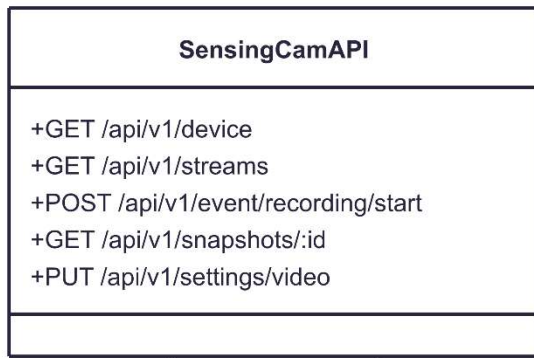 SensingCamAPI
+GET /api/v1/device
+GET /api/v1/streams
+POST /api/v1/event/recording/start
+GET /api/v1/snapshots/:id
+PUT /api/v1/settings/video